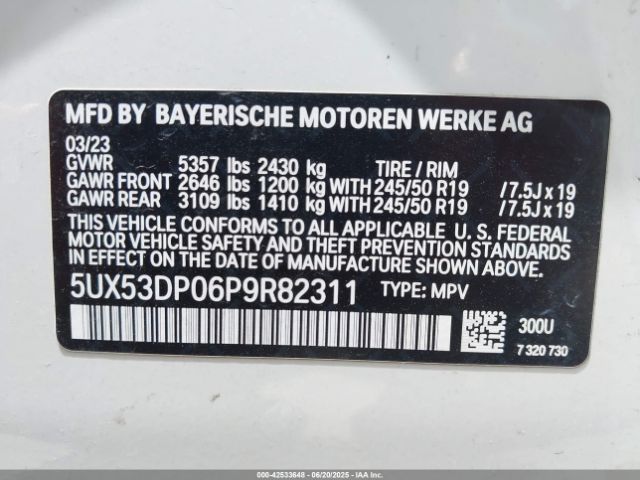 MFD BY BAYERISCHE MOTOREN WERKE AG
03/23
GVWR 5357 lbs 2430 kg TIRE / RIM
GAWR FRONT 2646 lbs 1200 kg WITH 245/50 R19 / 7.5J x 19
GAWR REAR 3109 lbs 1410 kg WITH 245/50 R19 / 7.5J x 19
THIS VEHICLE CONFORMS TO ALL APPLICABLE U. S. FEDERAL
MOTOR VEHICLE SAFETY AND THEFT PREVENTION STANDARDS
IN EFFECT ON THE DATE OF MANUFACTURE SHOWN ABOVE.
5UX53DP06P9R82311 TYPE: MPV
300U
7 320 730
000-42533648 | 06/20/2025 - IAA Inc.